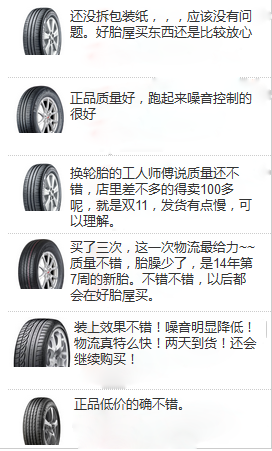 还没拆包装纸，，，应该没有问
题。好胎屋买东西还是比较放心
正品质量好，跑起来噪音控制的
很好
换轮胎的工人师傅说质量还不
错，店里差不多的得卖100多
呢，就是双11，发货有点慢，可
以理解。
买了三次，这一次物流最给力~~
质量不错，胎臊少了，是14年第
7周的新胎。不错不错，以后都
会在好胎屋买。
装上效果不错！噪音明显降低！
物流真特么快！两天到货！还会
继续购买！
正品低价的确不错。